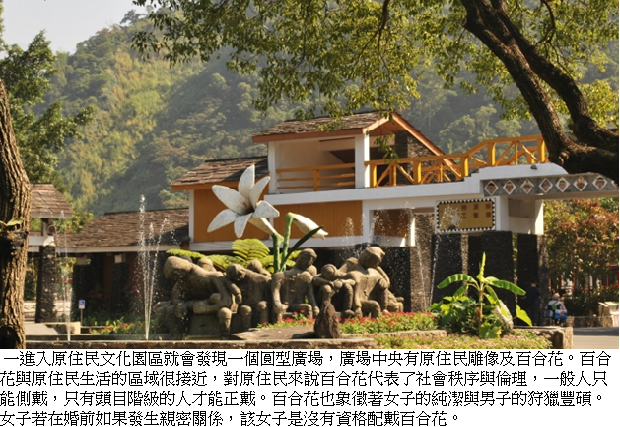 一進入原住民文化園區就會發現一個圓型廣場，廣場中央有原住民雕像及百合花。百合
花與原住民生活的區域很接近，對原住民來說百合花代表了社會秩序與倫理，一般人只
能側戴，只有頭目階級的人才能正戴。百合花也象徵著女子的純潔與男子的狩獵豐碩。
女子若在婚前如果發生親密關係，該女子是沒有資格配戴百合花。